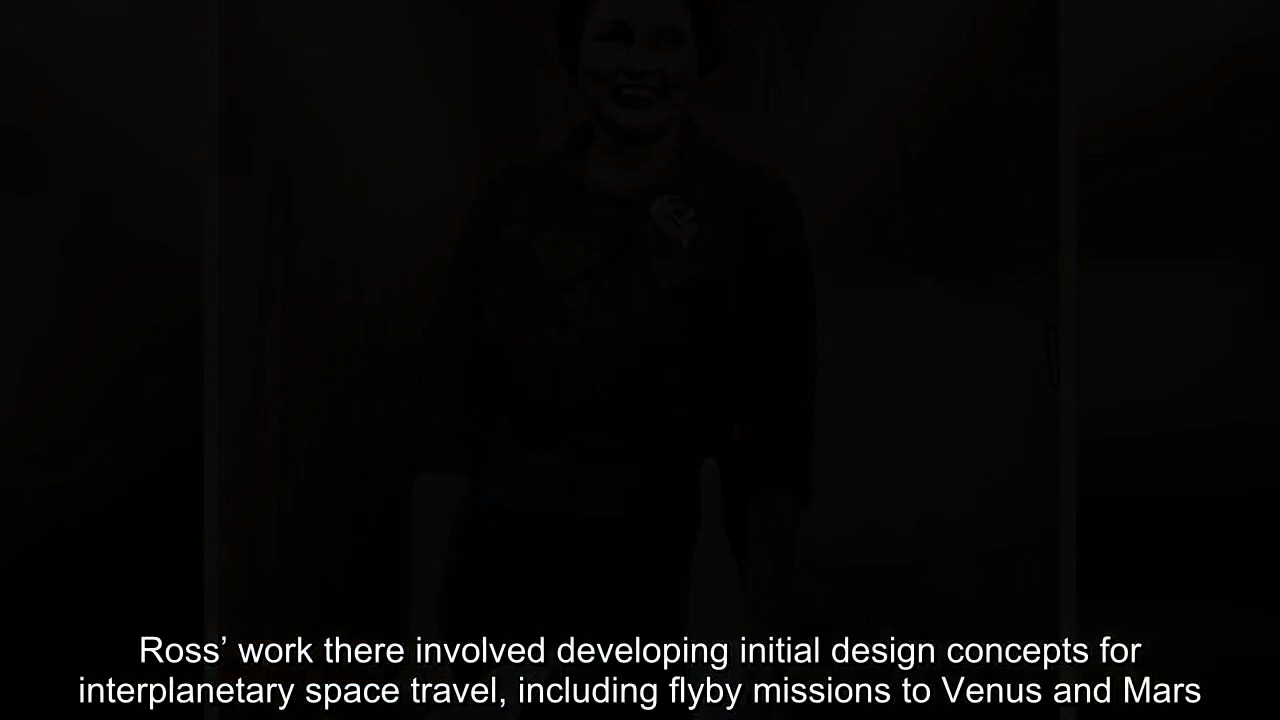 Ross’ work there involved developing initial design concepts for
interplanetary space travel, including flyby missions to Venus and Mars